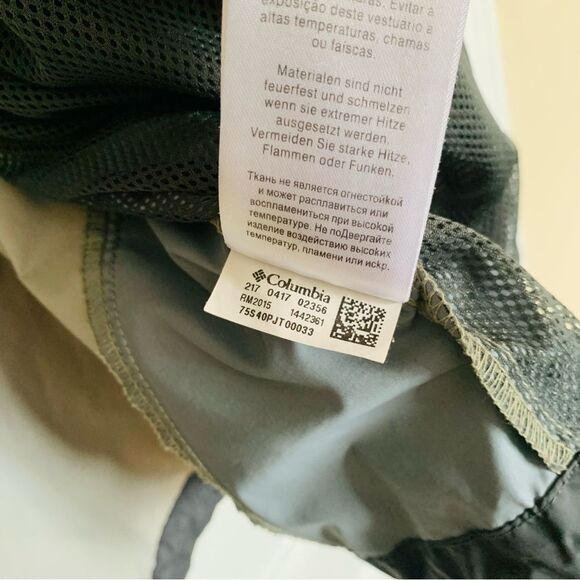 Evitar a
exposição deste vestuário a
altas temperaturas, chamas
ou faíscas.
Materialen sind nicht
feuerfest und schmelzen
wenn sie extremer Hitze
ausgesetzt werden.
Vermeiden Sie starke Hitze,
Flammen oder Funken.
Ткань не является огнестойкой
и может расплавиться или
воспламениться при высокой
температуре. Не подвергайте
изделие воздействию высоких
температур, пламени или искр.
Columbia
217 0417 02356
RM2015 1442361
75S40PJT00033